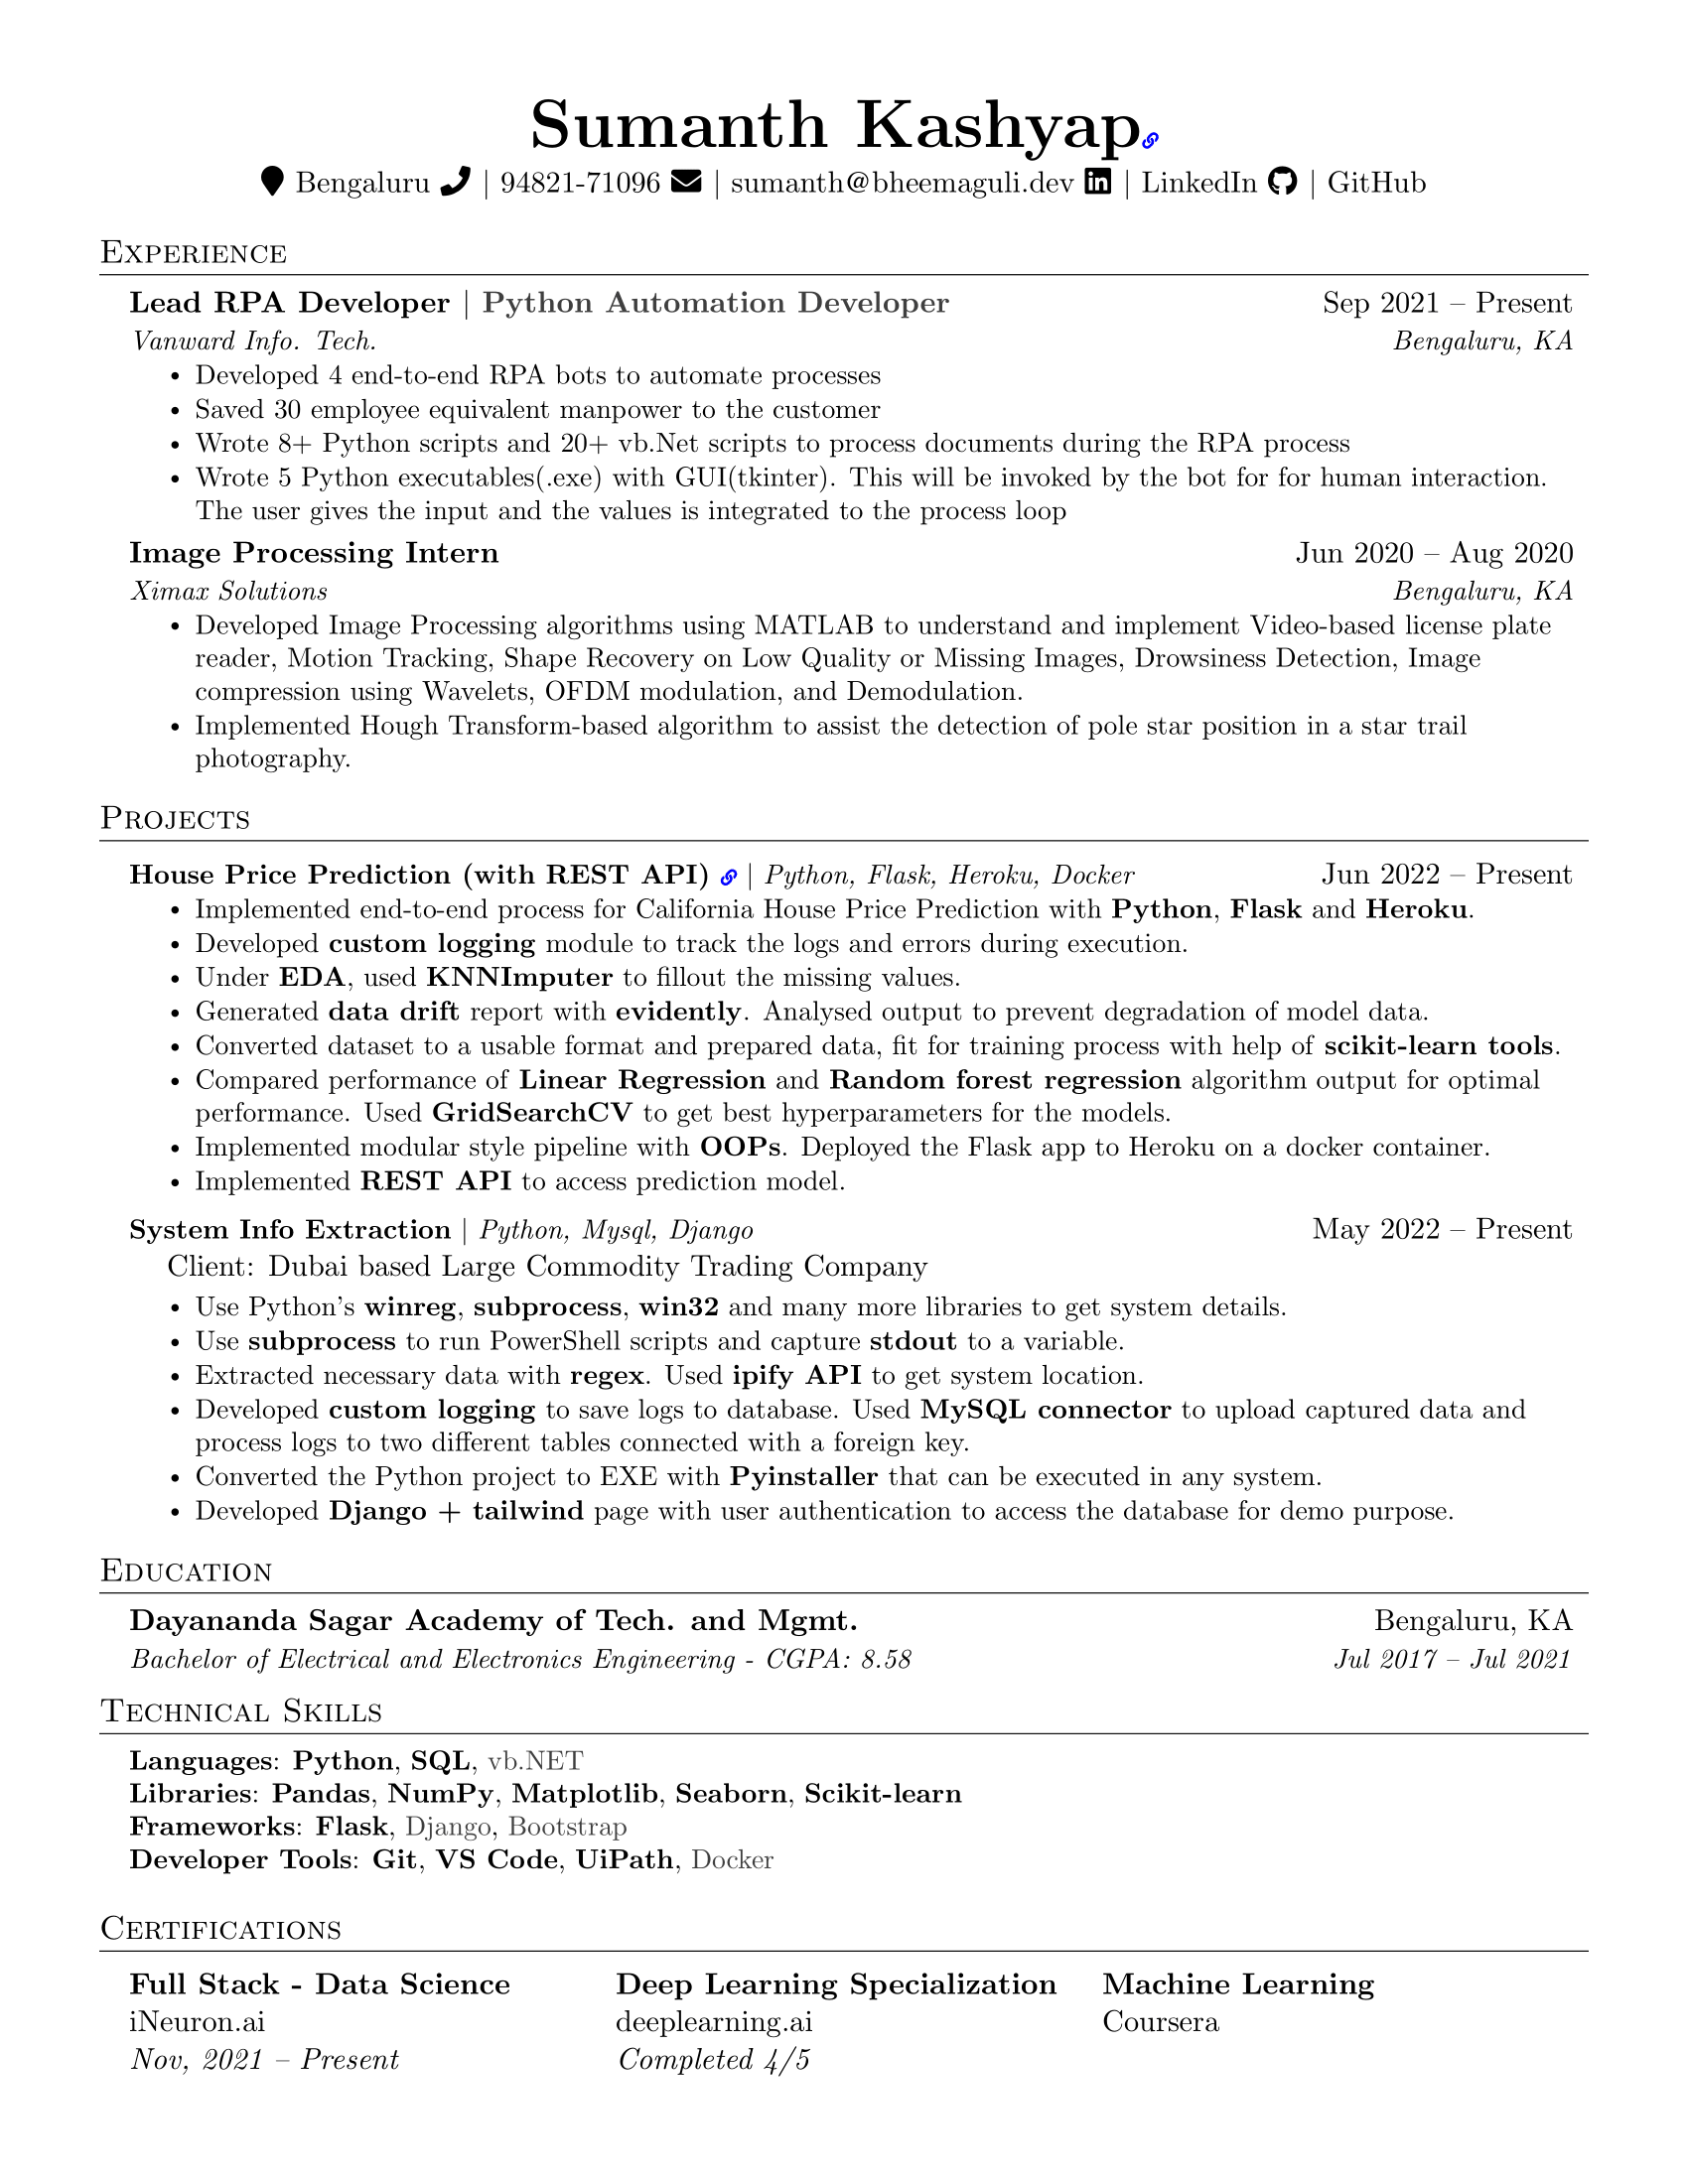 Sumanth Kashyap
Bengaluru | 94821-71096 | sumanth@bheemaguli.dev | LinkedIn | GitHub
Experience
Lead RPA Developer | Python Automation Developer Sep 2021 – Present
Vanward Info. Tech. Bengaluru, KA
• Developed 4 end-to-end RPA bots to automate processes
• Saved 30 employee equivalent manpower to the customer
• Wrote 8+ Python scripts and 20+ vb.Net scripts to process documents during the RPA process
• Wrote 5 Python executables(.exe) with GUI(tkinter). This will be invoked by the bot for for human interaction.
The user gives the input and the values is integrated to the process loop
Image Processing Intern Jun 2020 – Aug 2020
Ximax Solutions Bengaluru, KA
• Developed Image Processing algorithms using MATLAB to understand and implement Video-based license plate
reader, Motion Tracking, Shape Recovery on Low Quality or Missing Images, Drowsiness Detection, Image
compression using Wavelets, OFDM modulation, and Demodulation.
• Implemented Hough Transform-based algorithm to assist the detection of pole star position in a star trail
photography.
Projects
House Price Prediction (with REST API) | Python, Flask, Heroku, Docker Jun 2022 – Present
• Implemented end-to-end process for California House Price Prediction with Python, Flask and Heroku.
• Developed custom logging module to track the logs and errors during execution.
• Under EDA, used KNNImputer to fillout the missing values.
• Generated data drift report with evidently. Analysed output to prevent degradation of model data.
• Converted dataset to a usable format and prepared data, fit for training process with help of scikit-learn tools.
• Compared performance of Linear Regression and Random forest regression algorithm output for optimal
performance. Used GridSearchCV to get best hyperparameters for the models.
• Implemented modular style pipeline with OOPs. Deployed the Flask app to Heroku on a docker container.
• Implemented REST API to access prediction model.
System Info Extraction | Python, Mysql, Django May 2022 – Present
Client: Dubai based Large Commodity Trading Company
• Use Python's winreg, subprocess, win32 and many more libraries to get system details.
• Use subprocess to run PowerShell scripts and capture stdout to a variable.
• Extracted necessary data with regex. Used ipify API to get system location.
• Developed custom logging to save logs to database. Used MySQL connector to upload captured data and
process logs to two different tables connected with a foreign key.
• Converted the Python project to EXE with Pyinstaller that can be executed in any system.
• Developed Django + tailwind page with user authentication to access the database for demo purpose.
Education
Dayananda Sagar Academy of Tech. and Mgmt. Bengaluru, KA
Bachelor of Electrical and Electronics Engineering - CGPA: 8.58 Jul 2017 – Jul 2021
Technical Skills
Languages: Python, SQL, vb.NET
Libraries: Pandas, NumPy, Matplotlib, Seaborn, Scikit-learn
Frameworks: Flask, Django, Bootstrap
Developer Tools: Git, VS Code, UiPath, Docker
Certifications
Full Stack - Data Science Deep Learning Specialization Machine Learning
iNeuron.ai deeplearning.ai Coursera
Nov, 2021 – Present Completed 4/5